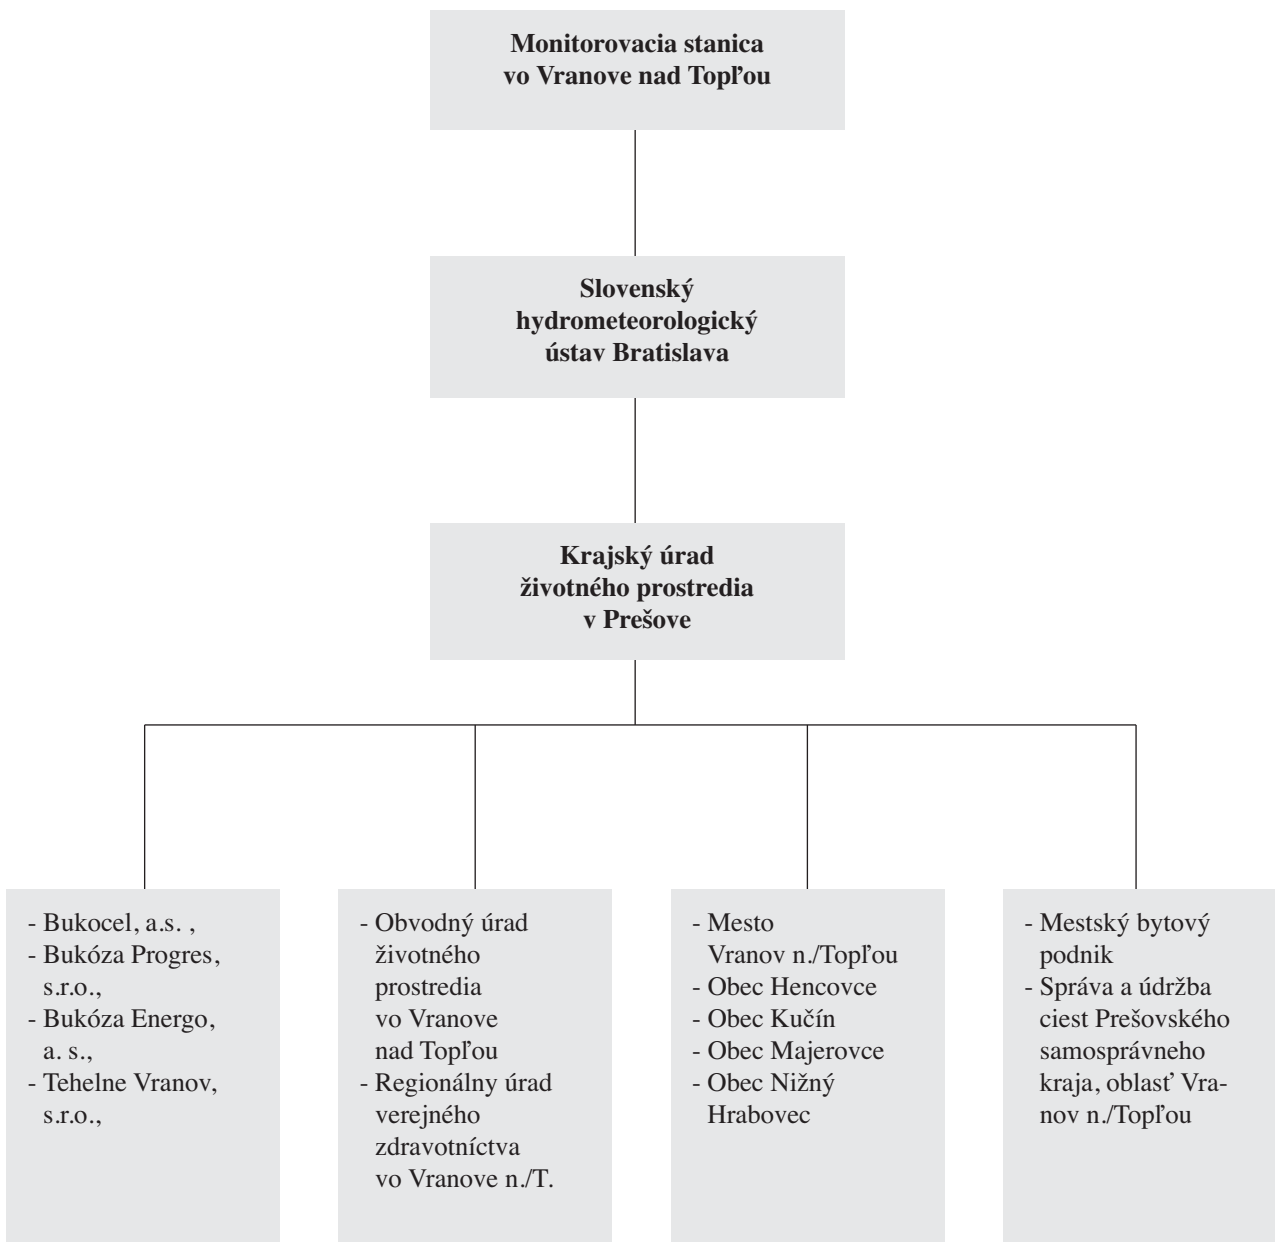 Monitorovacia stanica
vo Vranove nad Topľou
Slovenský
hydrometeorologický
ústav Bratislava
Krajský úrad
životného prostredia
v Prešove
- Bukocel, a.s. ,
- Bukóza Progres,
s.r.o.,
- Bukóza Energo,
a. s.,
- Tehelne Vranov,
s.r.o.,
- Obvodný úrad
životného
prostredia
vo Vranove
nad Topľou
- Regionálny úrad
verejného
zdravotníctva
vo Vranove n./T.
- Mesto
Vranov n./Topľou
- Obec Hencovce
- Obec Kučín
- Obec Majerovce
- Obec Nižný
Hrabovec
- Mestský bytový
podnik
- Správa a údržba
ciest Prešovského
samosprávneho
kraja, oblasť Vra-
nov n./Topľou